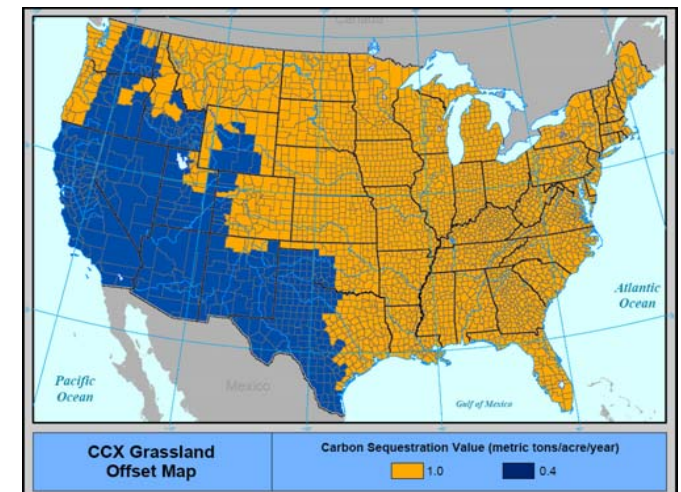 Canada
Atlantic
Ocean
Pacific
Ocean
Mexico
Gulf of Mexico
CCX Grassland
Offset Map
Carbon Sequestration Value (metric tons/acre/year)
1.0
0.4